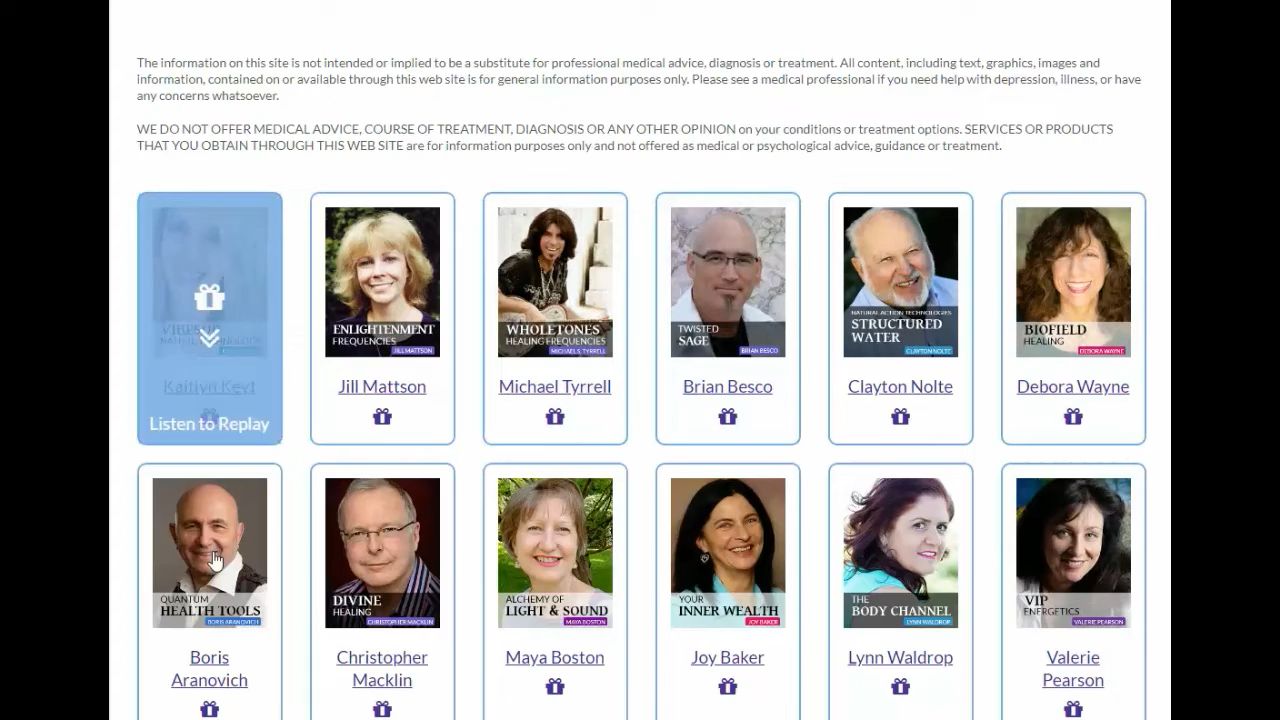 The information on this site is not intended or implied to be a substitute for professional medical advice, diagnosis or treatment. All content, including text, graphics, images and
information, contained on or available through this web site is for general information purposes only. Please see a medical professional if you need help with depression, illness, or have
any concerns whatsoever.
WE DO NOT OFFER MEDICAL ADVICE, COURSE OF TREATMENT, DIAGNOSIS OR ANY OTHER OPINION on your conditions or treatment options. SERVICES OR PRODUCTS
THAT YOU OBTAIN THROUGH THIS WEB SITE are for information purposes only and not offered as medical or psychological advice, guidance or treatment.
Kaitlyn Keyt
Listen to Replay
ENLIGHTENMENT
FREQUENCIES
JILL MATTSON
Jill Mattson
WHOLETONES
HEALING FREQUENCIES
MICHAEL S. TYRRELL
Michael Tyrrell
TWISTED
SAGE
BRIAN BESCO
Brian Besco
NATURAL ACTION TECHNOLOGIES
STRUCTURED
WATER
CLAYTON NOLTE
Clayton Nolte
BIOFIELD
HEALING
DEBORA WAYNE
Debora Wayne
QUANTUM
HEALTH TOOLS
BORIS ARANOVICH
Boris
Aranovich
DIVINE
HEALING
CHRISTOPHER MACKLIN
Christopher
Macklin
ALCHEMY OF
LIGHT & SOUND
MAYA BOSTON
Maya Boston
YOUR
INNER WEALTH
JOY BAKER
Joy Baker
THE
BODY CHANNEL
LYNN WALDROP
Lynn Waldrop
VIP
ENERGETICS
VALERIE PEARSON
Valerie
Pearson